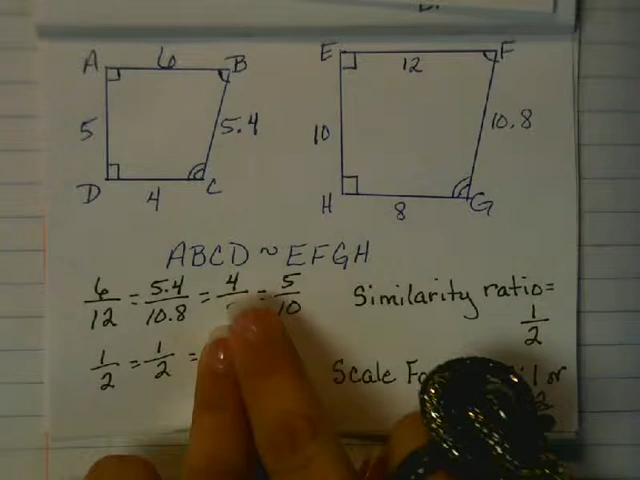 A 6 B
5 5.4
D 4 C
E 12 F
10 10.8
H 8 G
ABCD ~ EFGH
6/12 = 5.4/10.8 = 4/ = 5/10
Similarity ratio = 1/2
1/2 = 1/2 =
Scale or